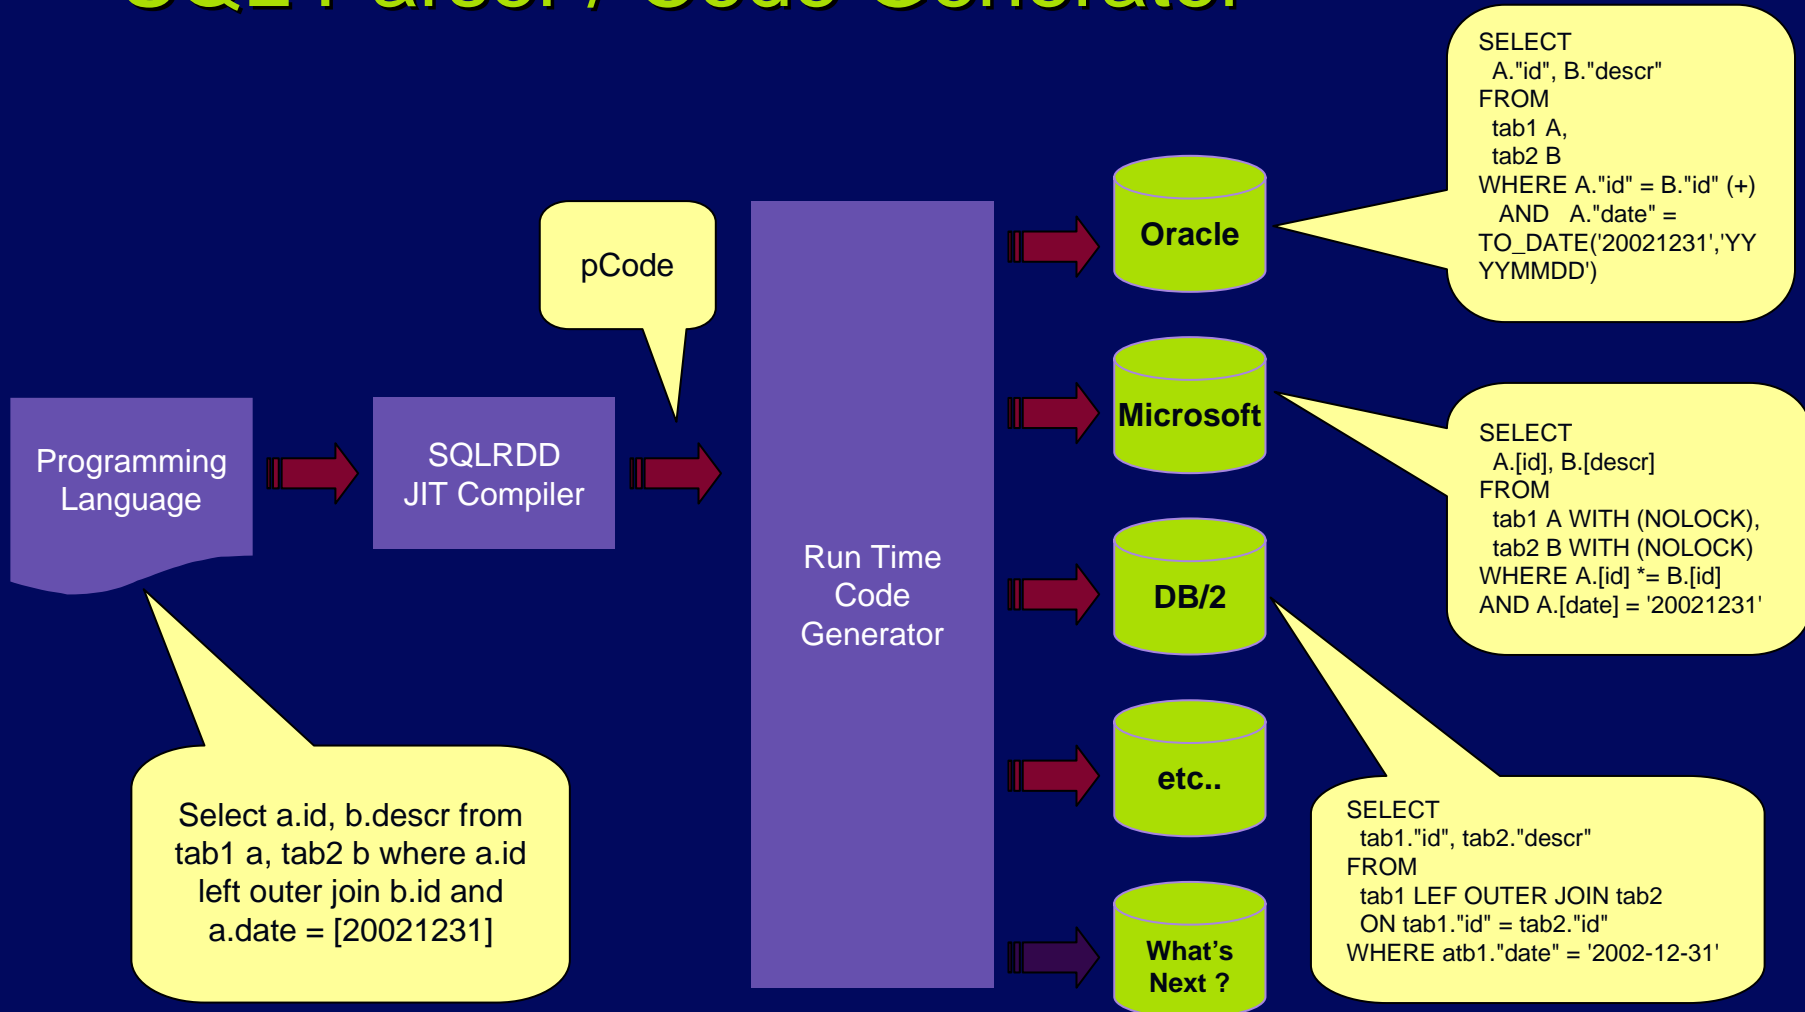 SQL Parser / Code Generator
SELECT
A."id", B."descr"
FROM
tab1 A,
tab2 B
WHERE A."id" = B."id" (+)
AND A."date" =
TO_DATE('20021231','YY
YYMMDD')
Oracle
pCode
Microsoft
SELECT
A.[id], B.[descr]
FROM
tab1 A WITH (NOLOCK),
tab2 B WITH (NOLOCK)
WHERE A.[id] *= B.[id]
AND A.[date] = '20021231'
Programming
Language
SQLRDD
JIT Compiler
Run Time
Code
Generator
DB/2
etc..
Select a.id, b.descr from
tab1 a, tab2 b where a.id
left outer join b.id and
a.date = [20021231]
SELECT
tab1."id", tab2."descr"
FROM
tab1 LEF OUTER JOIN tab2
ON tab1."id" = tab2."id"
WHERE atb1."date" = '2002-12-31'
What's
Next ?